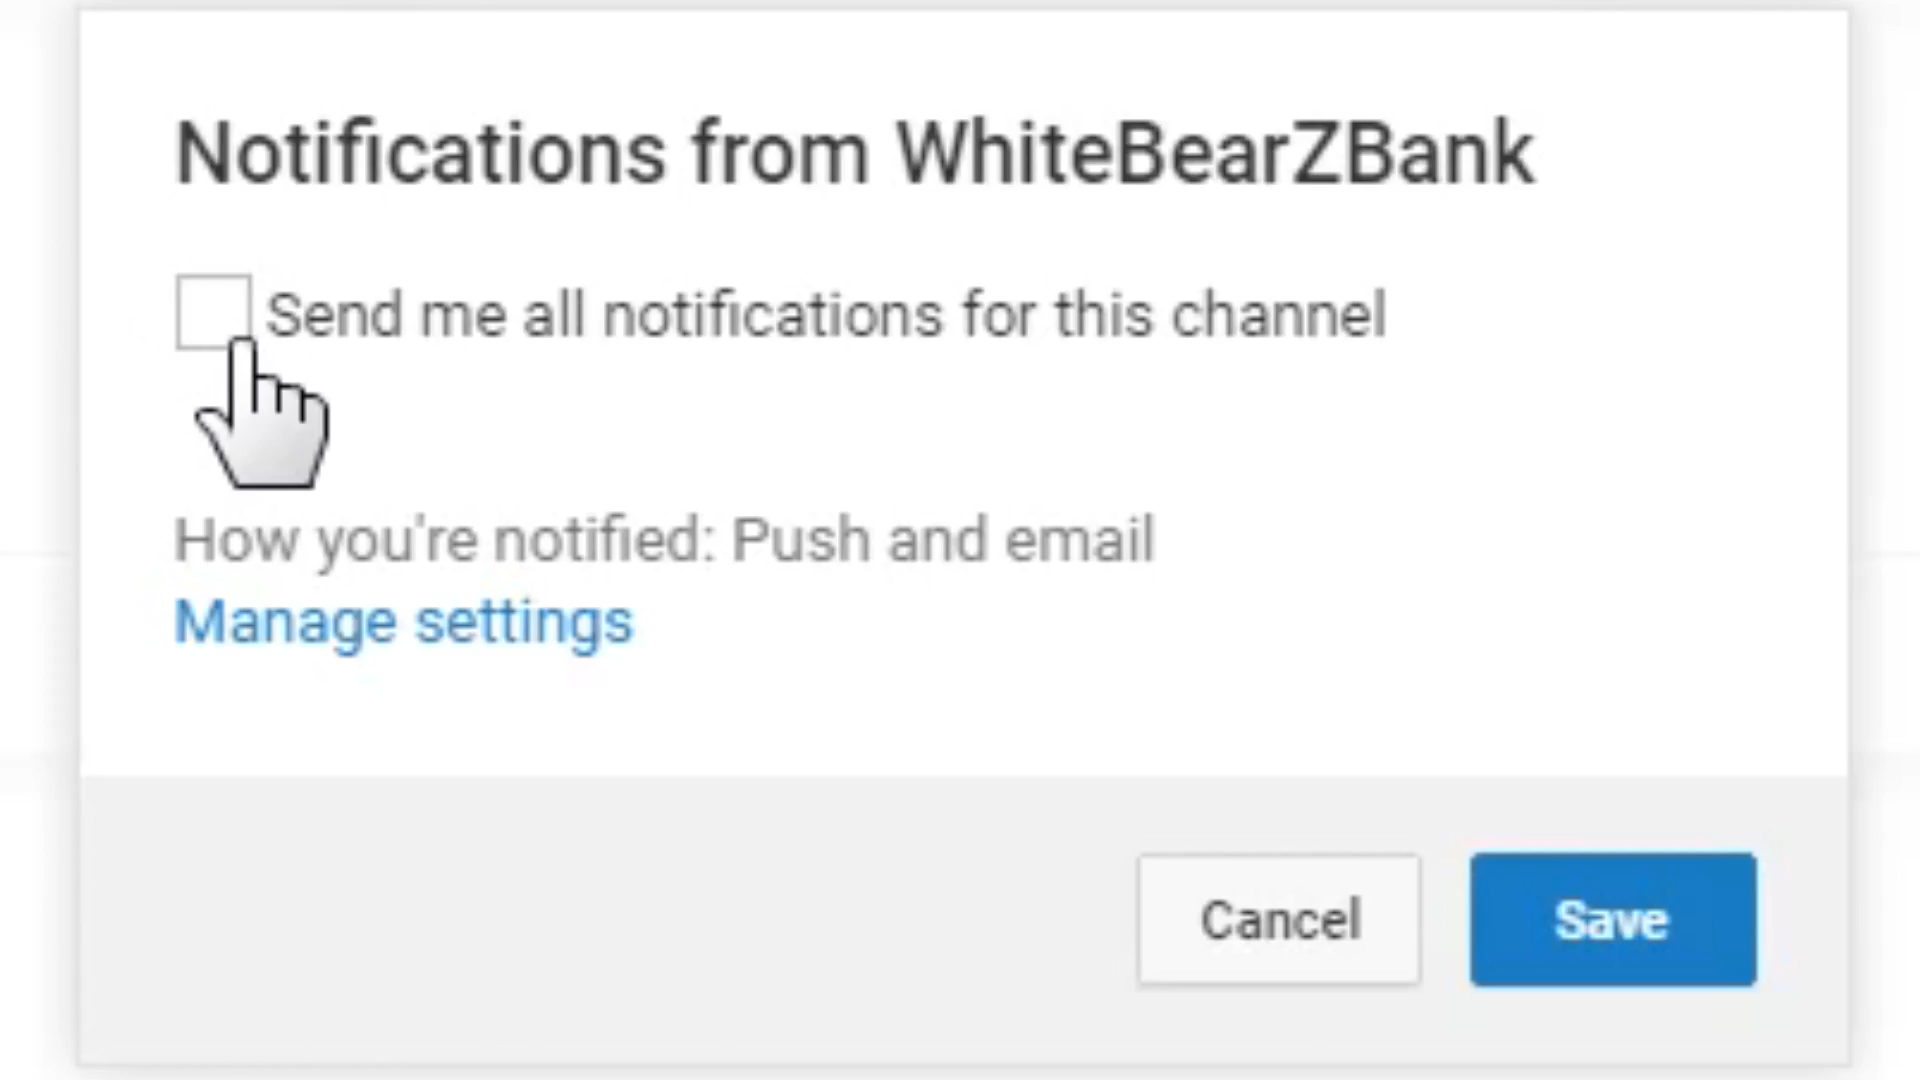 Notifications from WhiteBearZBank
Send me all notifications for this channel
How you're notified: Push and email
Manage settings
Cancel
Save